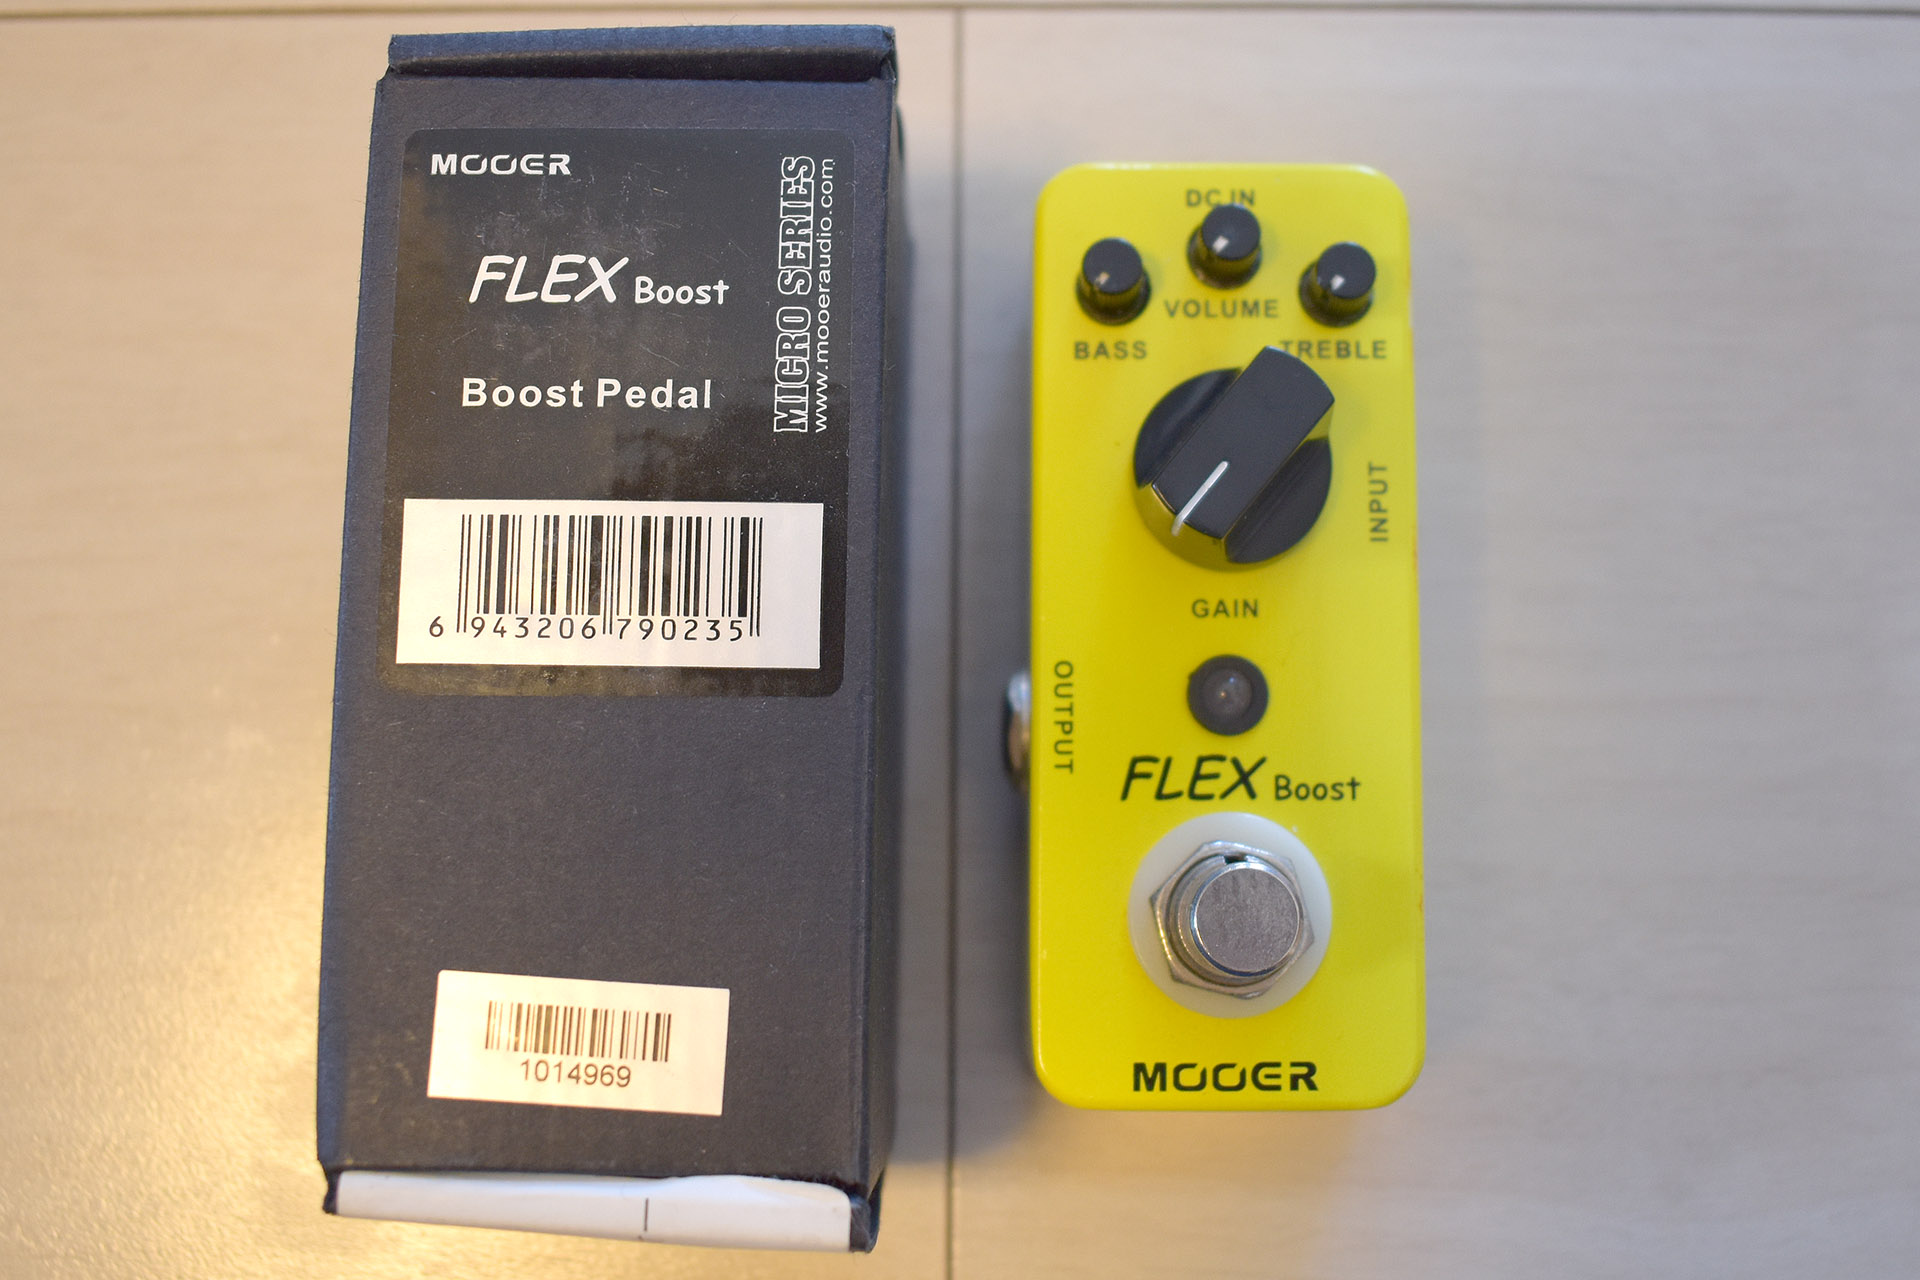 MOOER
FLEX Boost
Boost Pedal
MICRO SERIES
www.mooeraudio.com
6 943206 790235
1014969
DC IN
VOLUME
BASS
TREBLE
INPUT
GAIN
OUTPUT
FLEX Boost
MOOER